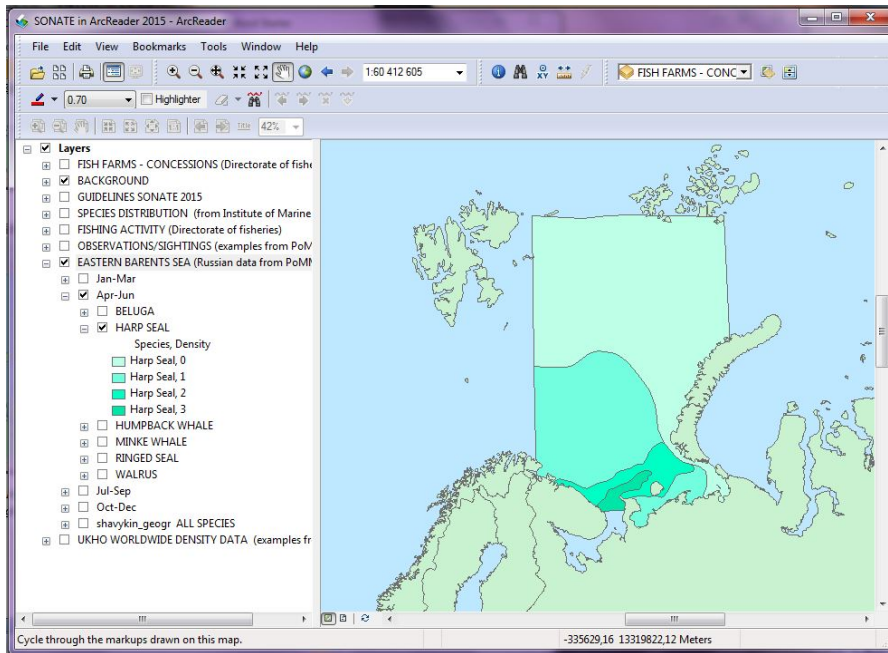 SONATE in ArcReader 2015 - ArcReader
File Edit View Bookmarks Tools Window Help
1:60 412 605
FISH FARMS - CONC
0.70 Highlighter
Title 42%
Layers
FISH FARMS - CONCESSIONS (Directorate of fishe
BACKGROUND
GUIDELINES SONATE 2015
SPECIES DISTRIBUTION (from Institute of Marine
FISHING ACTIVITY (Directorate of fisheries)
OBSERVATIONS/SIGHTINGS (examples from PoM
EASTERN BARENTS SEA (Russian data from PoMM
Jan-Mar
Apr-Jun
BELUGA
HARP SEAL
Species, Density
Harp Seal, 0
Harp Seal, 1
Harp Seal, 2
Harp Seal, 3
HUMPBACK WHALE
MINKE WHALE
RINGED SEAL
WALRUS
Jul-Sep
Oct-Dec
shavykin_geogr ALL SPECIES
UKHO WORLDWIDE DENSITY DATA (examples fr
Cycle through the markups drawn on this map.
-335629,16 13319822,12 Meters